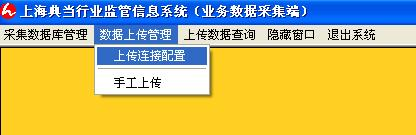 上海典当行业监管信息系统（业务数据采集端）
采集数据库管理 数据上传管理 上传数据查询 隐藏窗口 退出系统
上传连接配置
手工上传